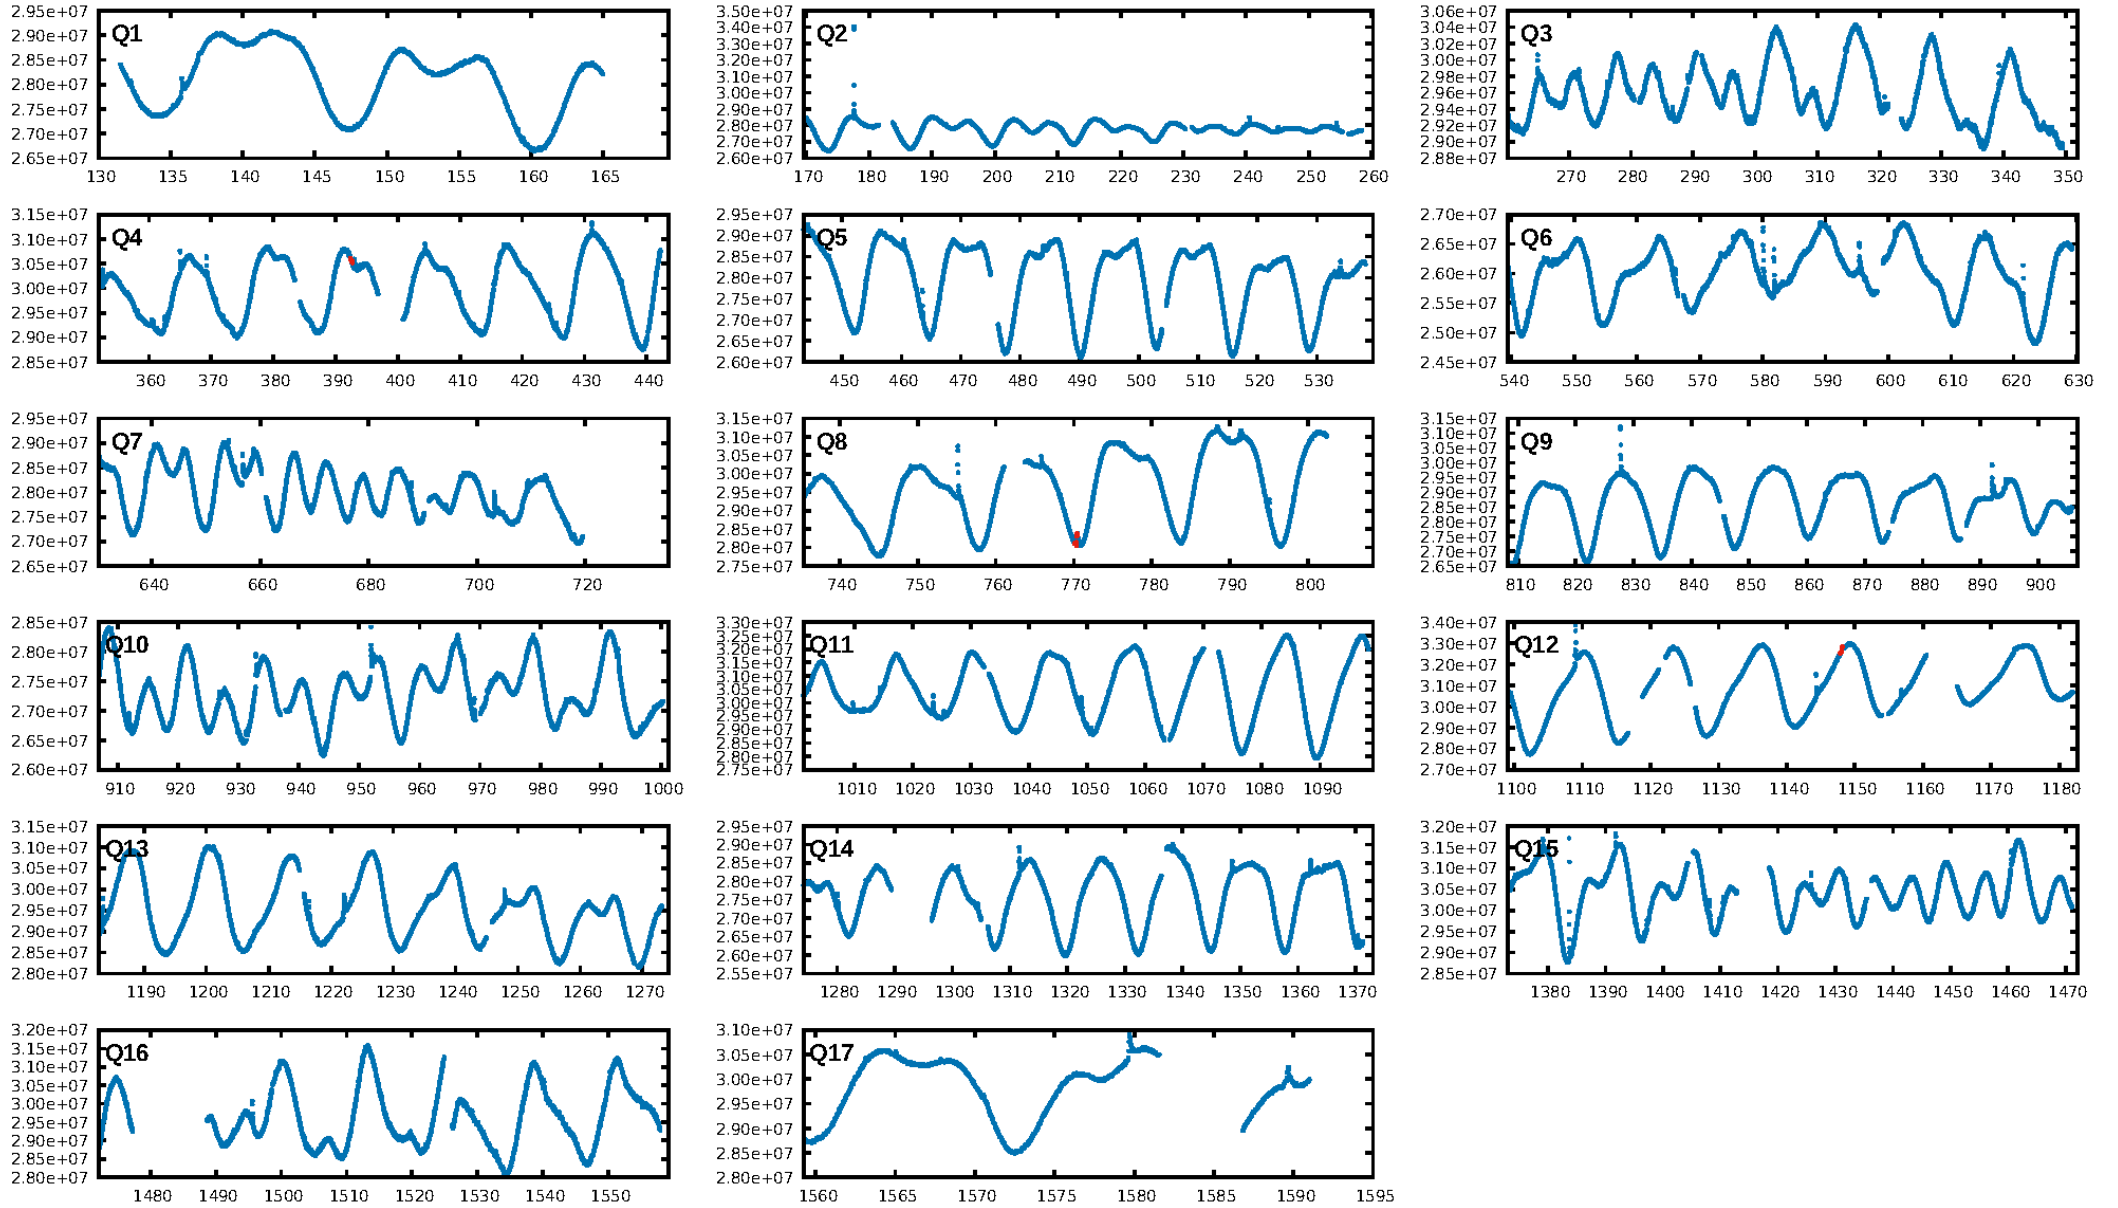 2.95e+07
2.90e+07
2.85e+07
2.80e+07
2.75e+07
2.70e+07
2.65e+07
Q1
130 135 140 145 150 155 160 165
3.50e+07
3.40e+07
3.30e+07
3.20e+07
3.10e+07
3.00e+07
2.90e+07
2.80e+07
2.70e+07
2.60e+07
Q2
170 180 190 200 210 220 230 240 250 260
3.06e+07
3.04e+07
3.02e+07
3.00e+07
2.98e+07
2.96e+07
2.94e+07
2.92e+07
2.90e+07
2.88e+07
Q3
270 280 290 300 310 320 330 340 350
3.15e+07
3.10e+07
3.05e+07
3.00e+07
2.95e+07
2.90e+07
2.85e+07
Q4
360 370 380 390 400 410 420 430 440
2.95e+07
2.90e+07
2.85e+07
2.80e+07
2.75e+07
2.70e+07
2.65e+07
2.60e+07
Q5
450 460 470 480 490 500 510 520 530
2.70e+07
2.65e+07
2.60e+07
2.55e+07
2.50e+07
2.45e+07
Q6
540 550 560 570 580 590 600 610 620 630
2.95e+07
2.90e+07
2.85e+07
2.80e+07
2.75e+07
2.70e+07
2.65e+07
Q7
640 660 680 700 720
3.15e+07
3.10e+07
3.05e+07
3.00e+07
2.95e+07
2.90e+07
2.85e+07
2.80e+07
2.75e+07
Q8
740 750 760 770 780 790 800
3.15e+07
3.10e+07
3.05e+07
3.00e+07
2.95e+07
2.90e+07
2.85e+07
2.80e+07
2.75e+07
2.70e+07
2.65e+07
Q9
810 820 830 840 850 860 870 880 890 900
2.85e+07
2.80e+07
2.75e+07
2.70e+07
2.65e+07
2.60e+07
Q10
910 920 930 940 950 960 970 980 990 1000
3.30e+07
3.25e+07
3.20e+07
3.15e+07
3.10e+07
3.05e+07
3.00e+07
2.95e+07
2.90e+07
2.85e+07
2.80e+07
2.75e+07
Q11
1010 1020 1030 1040 1050 1060 1070 1080 1090
3.40e+07
3.30e+07
3.20e+07
3.10e+07
3.00e+07
2.90e+07
2.80e+07
2.70e+07
Q12
1100 1110 1120 1130 1140 1150 1160 1170 1180
3.15e+07
3.10e+07
3.05e+07
3.00e+07
2.95e+07
2.90e+07
2.85e+07
2.80e+07
Q13
1190 1200 1210 1220 1230 1240 1250 1260 1270
2.95e+07
2.90e+07
2.85e+07
2.80e+07
2.75e+07
2.70e+07
2.65e+07
2.60e+07
2.55e+07
Q14
1280 1290 1300 1310 1320 1330 1340 1350 1360 1370
3.20e+07
3.15e+07
3.10e+07
3.05e+07
3.00e+07
2.95e+07
2.90e+07
2.85e+07
Q15
1380 1390 1400 1410 1420 1430 1440 1450 1460 1470
3.20e+07
3.15e+07
3.10e+07
3.05e+07
3.00e+07
2.95e+07
2.90e+07
2.85e+07
2.80e+07
Q16
1480 1490 1500 1510 1520 1530 1540 1550
3.10e+07
3.05e+07
3.00e+07
2.95e+07
2.90e+07
2.85e+07
2.80e+07
Q17
1560 1565 1570 1575 1580 1585 1590 1595